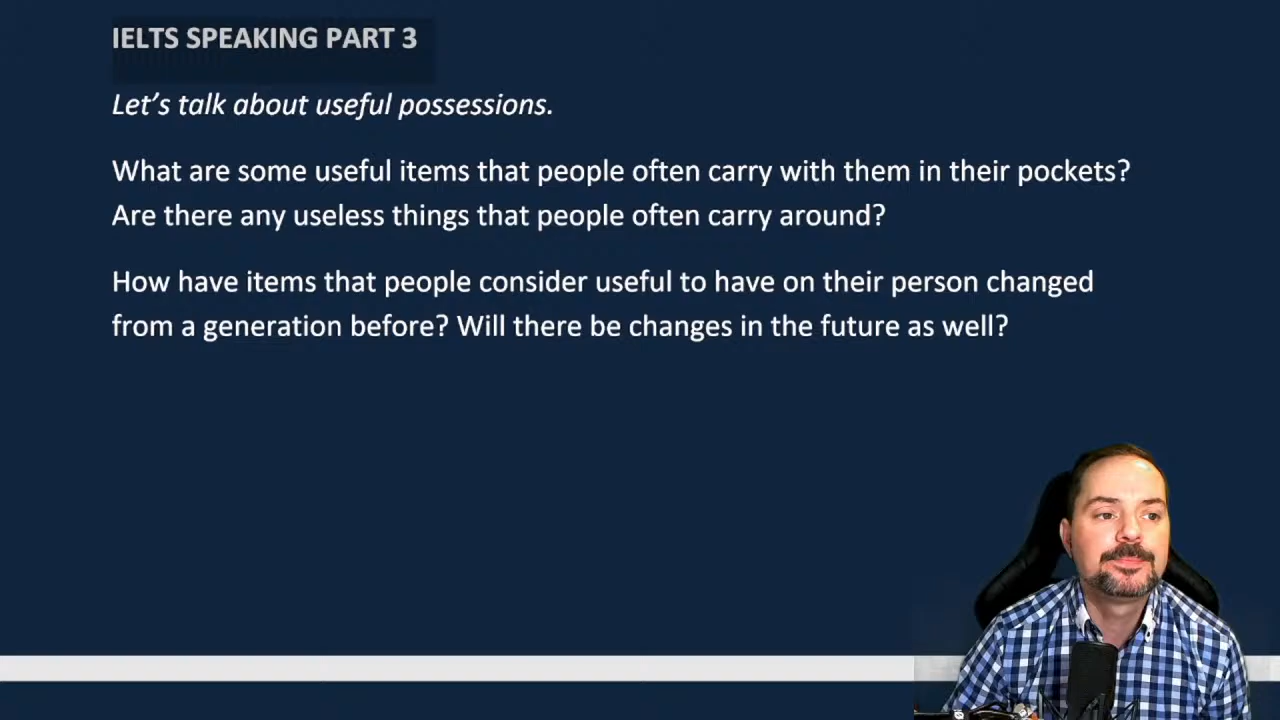 IELTS SPEAKING PART 3
Let’s talk about useful possessions.
What are some useful items that people often carry with them in their pockets?
Are there any useless things that people often carry around?
How have items that people consider useful to have on their person changed
from a generation before? Will there be changes in the future as well?